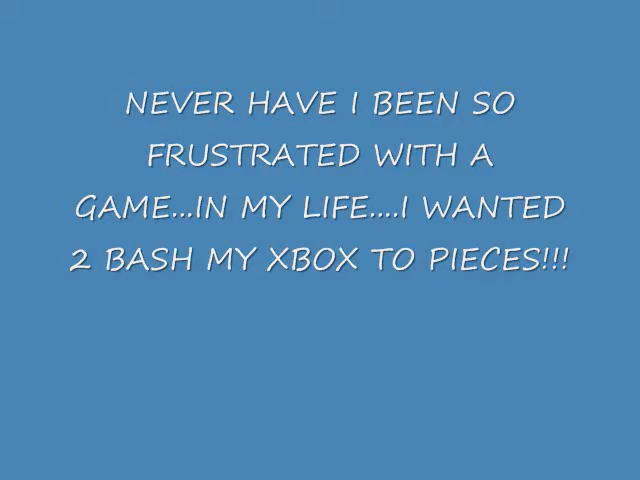 NEVER HAVE I BEEN SO
FRUSTRATED WITH A
GAME...IN MY LIFE....I WANTED
2 BASH MY XBOX TO PIECES!!!